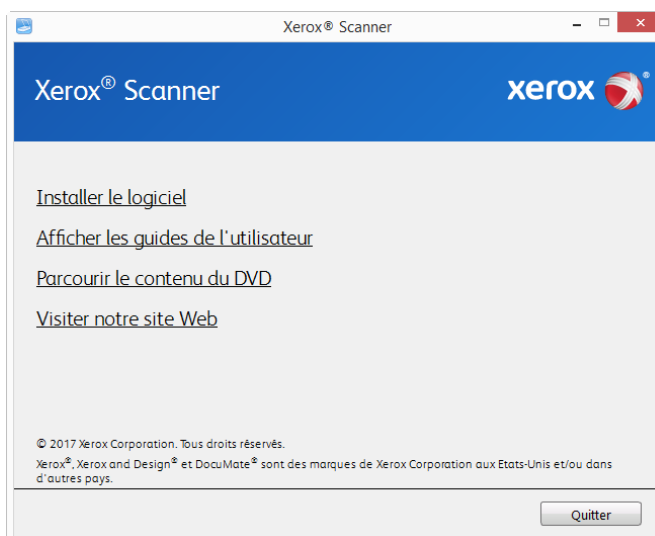 Xerox® Scanner
Xerox® Scanner
xerox ®
Installer le logiciel
Afficher les guides de l'utilisateur
Parcourir le contenu du DVD
Visiter notre site Web
© 2017 Xerox Corporation. Tous droits réservés.
Xerox®, Xerox and Design® et DocuMate® sont des marques de Xerox Corporation aux Etats-Unis et/ou dans
d'autres pays.
Quitter